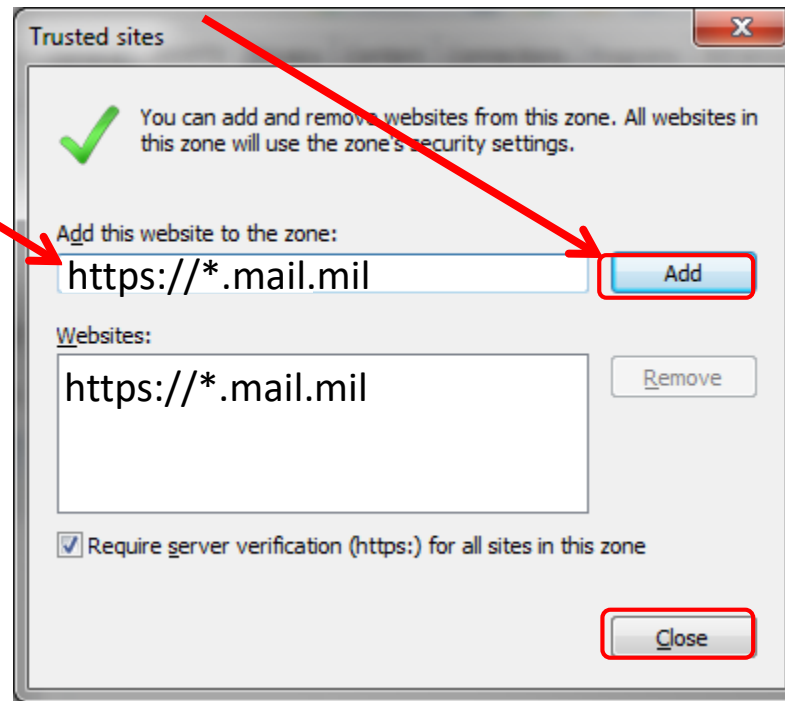 Trusted sites
You can add and remove websites from this zone. All websites in
this zone will use the zone's security settings.
Add this website to the zone:
https://*.mail.mil
Add
Websites:
https://*.mail.mil
Remove
Require server verification (https:) for all sites in this zone
Close